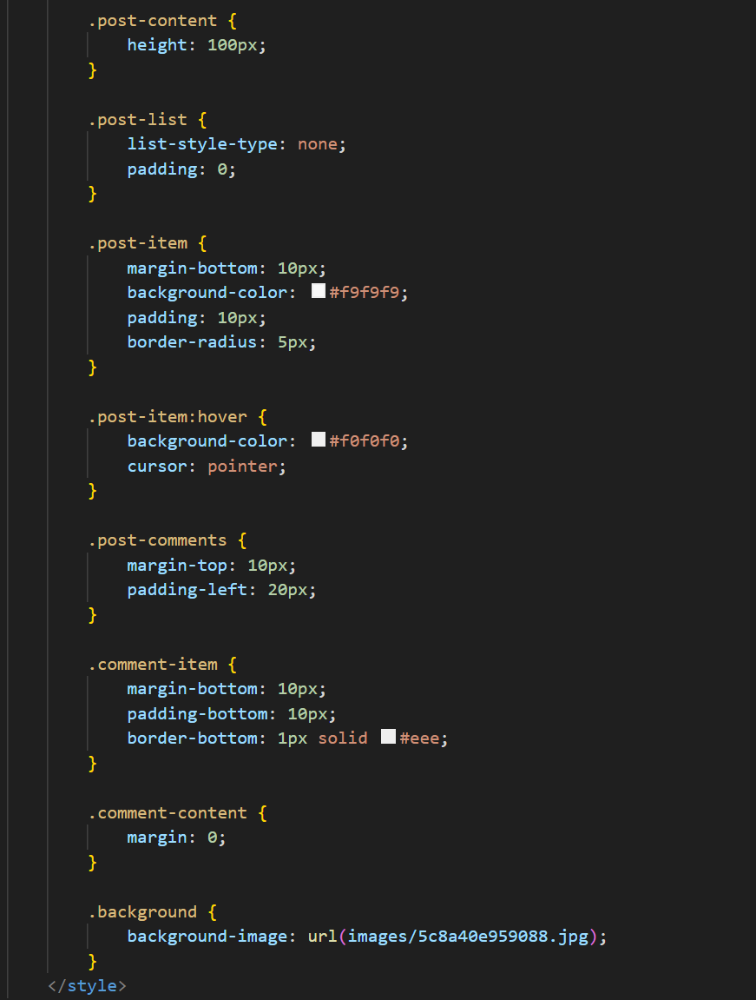 .post-content {
    height: 100px;
}

.post-list {
    list-style-type: none;
    padding: 0;
}

.post-item {
    margin-bottom: 10px;
    background-color: #f9f9f9;
    padding: 10px;
    border-radius: 5px;
}

.post-item:hover {
    background-color: #f0f0f0;
    cursor: pointer;
}

.post-comments {
    margin-top: 10px;
    padding-left: 20px;
}

.comment-item {
    margin-bottom: 10px;
    padding-bottom: 10px;
    border-bottom: 1px solid #eee;
}

.comment-content {
    margin: 0;
}

.background {
    background-image: url(images/5c8a40e959088.jpg);
}
</style>